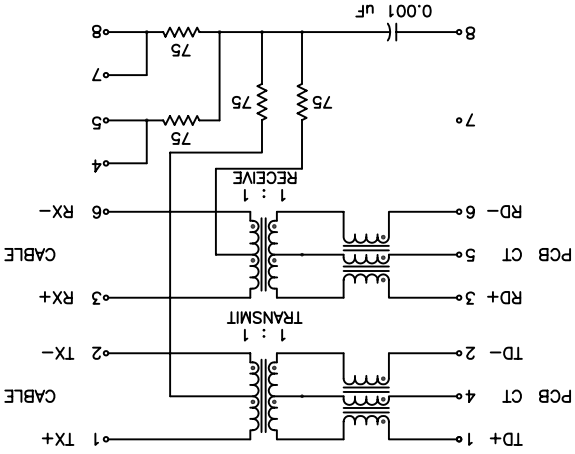 TD+ 1
1 TX+
PCB CT 4
CABLE
TD- 2
2 TX-
1 : 1
TRANSMIT
RD+ 3
3 RX+
PCB CT 5
CABLE
RD- 6
6 RX-
1 : 1
RECEIVE
4
75
7
5
75
75
7
75
8
8
0.001 uF